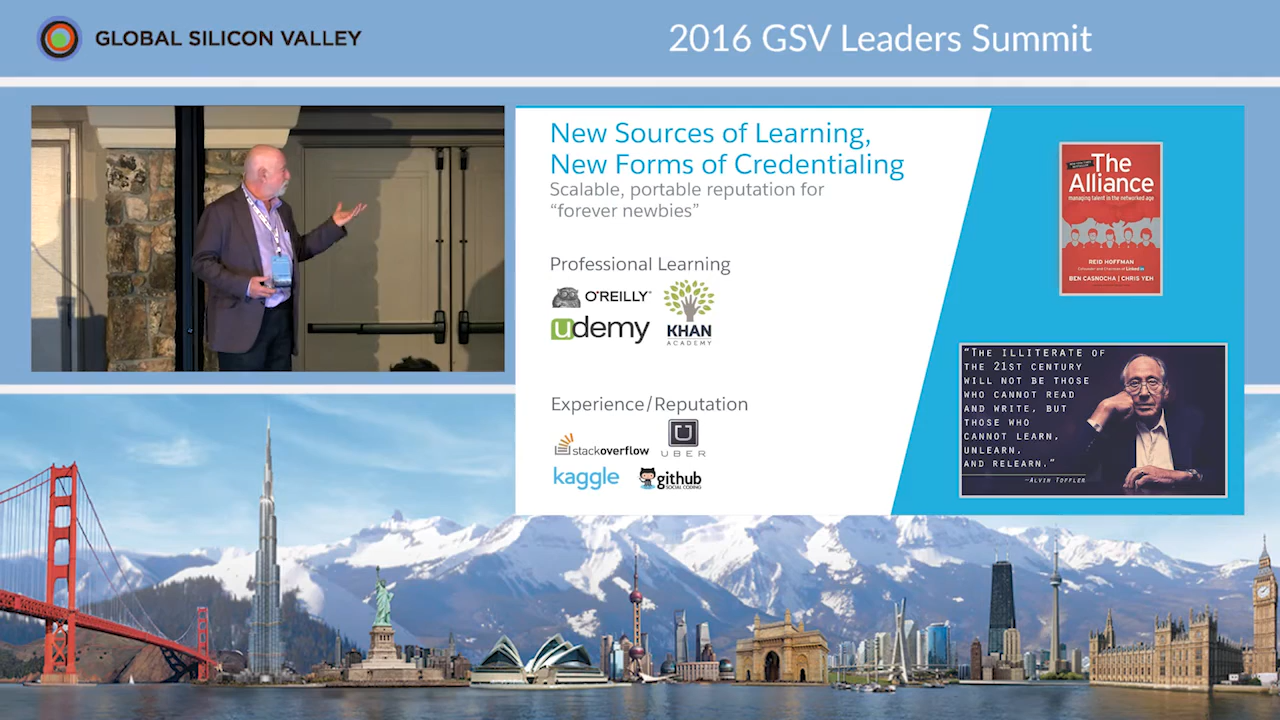 GLOBAL SILICON VALLEY
2016 GSV Leaders Summit
New Sources of Learning,
New Forms of Credentialing
Scalable, portable reputation for
“forever newbies”
Professional Learning
O'REILLY
udemy
KHAN
ACADEMY
Experience/Reputation
stackoverflow
UBER
kaggle
github
SOCIAL CODING
The
Alliance
managing talent in the networked age
REID HOFFMAN
Cofounder and Chairman of LinkedIn
BEN CASNOCHA | CHRIS YEH
“THE ILLITERATE OF
THE 21ST CENTURY
WILL NOT BE THOSE
WHO CANNOT READ
AND WRITE, BUT
THOSE WHO
CANNOT LEARN,
UNLEARN,
AND RELEARN.”
—ALVIN TOFFLER